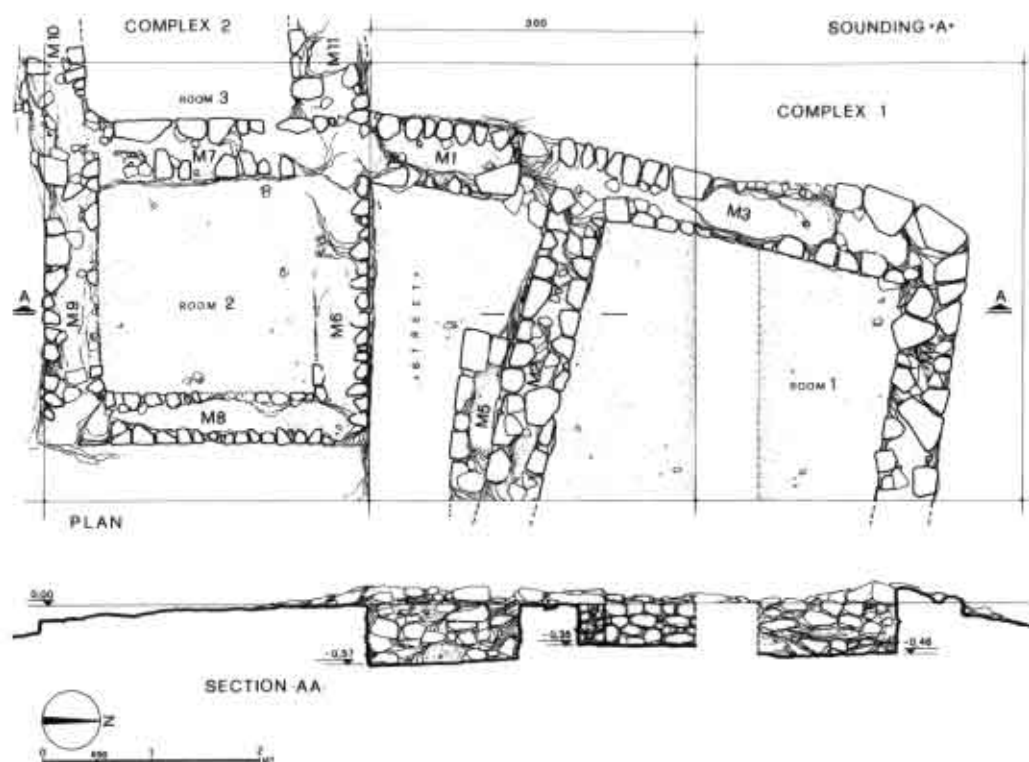 COMPLEX 2
300
SOUNDING "A"
M10
M11
ROOM 3
COMPLEX 1
M7
M1
M3
A
A
M9
ROOM 2
M6
"STREET"
ROOM 1
M8
M5
PLAN
0.00
-0.57
-0.35
-0.46
SECTION AA
N
0
1
2